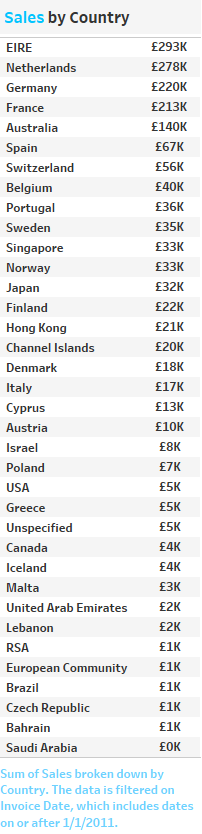 Sales by Country
EIRE £293K
Netherlands £278K
Germany £220K
France £213K
Australia £140K
Spain £67K
Switzerland £56K
Belgium £40K
Portugal £36K
Sweden £35K
Singapore £33K
Norway £33K
Japan £32K
Finland £22K
Hong Kong £21K
Channel Islands £20K
Denmark £18K
Italy £17K
Cyprus £13K
Austria £10K
Israel £8K
Poland £7K
USA £5K
Greece £5K
Unspecified £5K
Canada £4K
Iceland £4K
Malta £3K
United Arab Emirates £2K
Lebanon £2K
RSA £1K
European Community £1K
Brazil £1K
Czech Republic £1K
Bahrain £1K
Saudi Arabia £0K
Sum of Sales broken down by
Country. The data is filtered on
Invoice Date, which includes dates
on or after 1/1/2011.